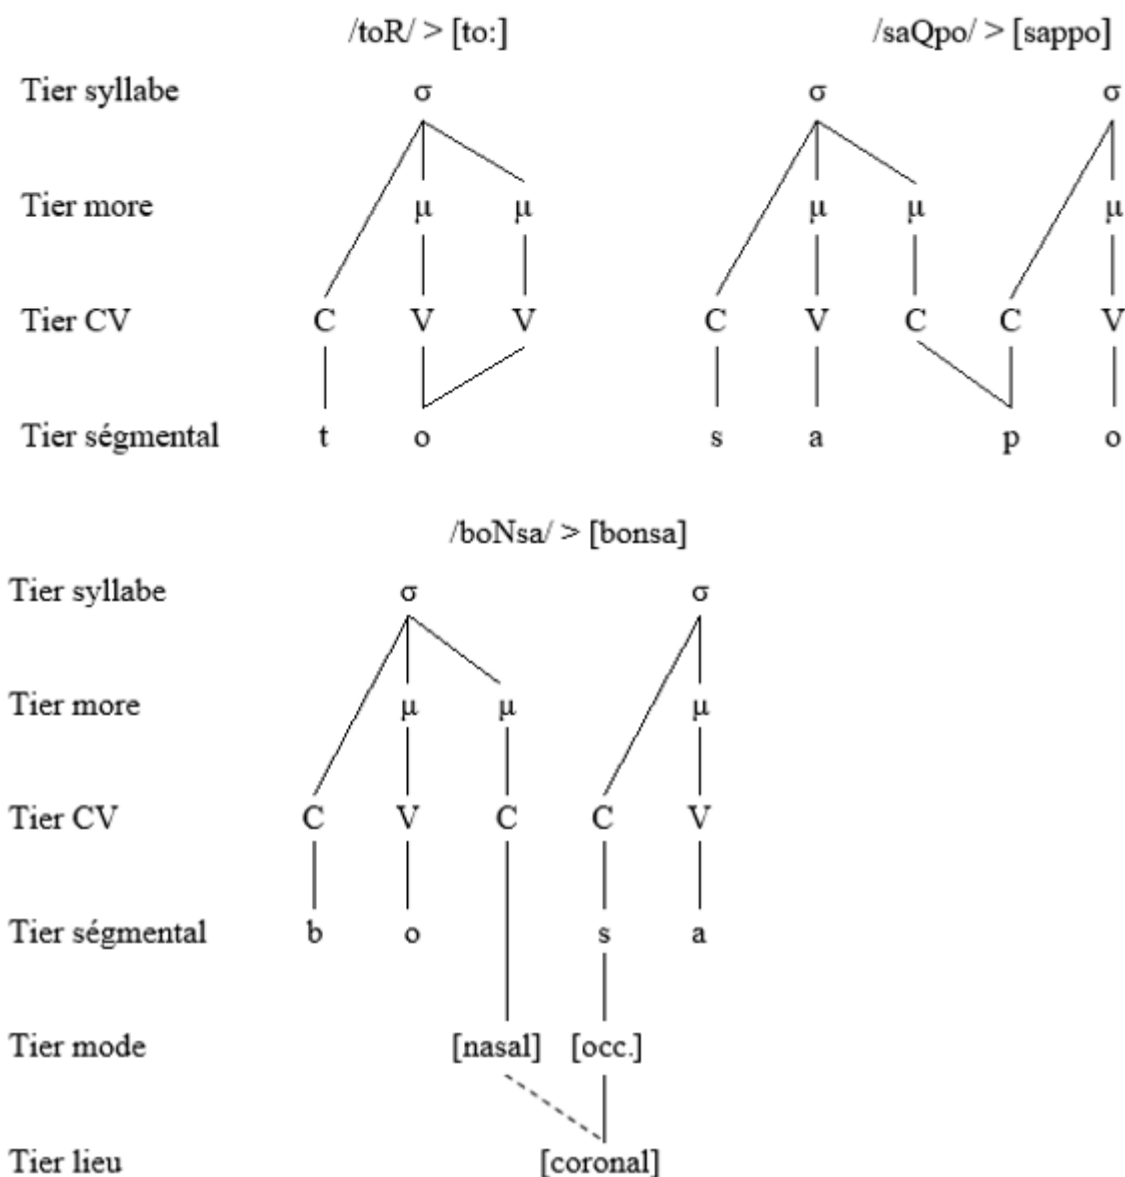 /toR/ > [to:] /saQpo/ > [sappo]
Tier syllabe σ σ σ
Tier more μ μ μ μ μ
Tier CV C V V C V C C V
Tier ségmental t o s a p o
/boNsa/ > [bonsa]
Tier syllabe σ σ
Tier more μ μ μ
Tier CV C V C C V
Tier ségmental b o s a
Tier mode [nasal] [occ.]
Tier lieu [coronal]